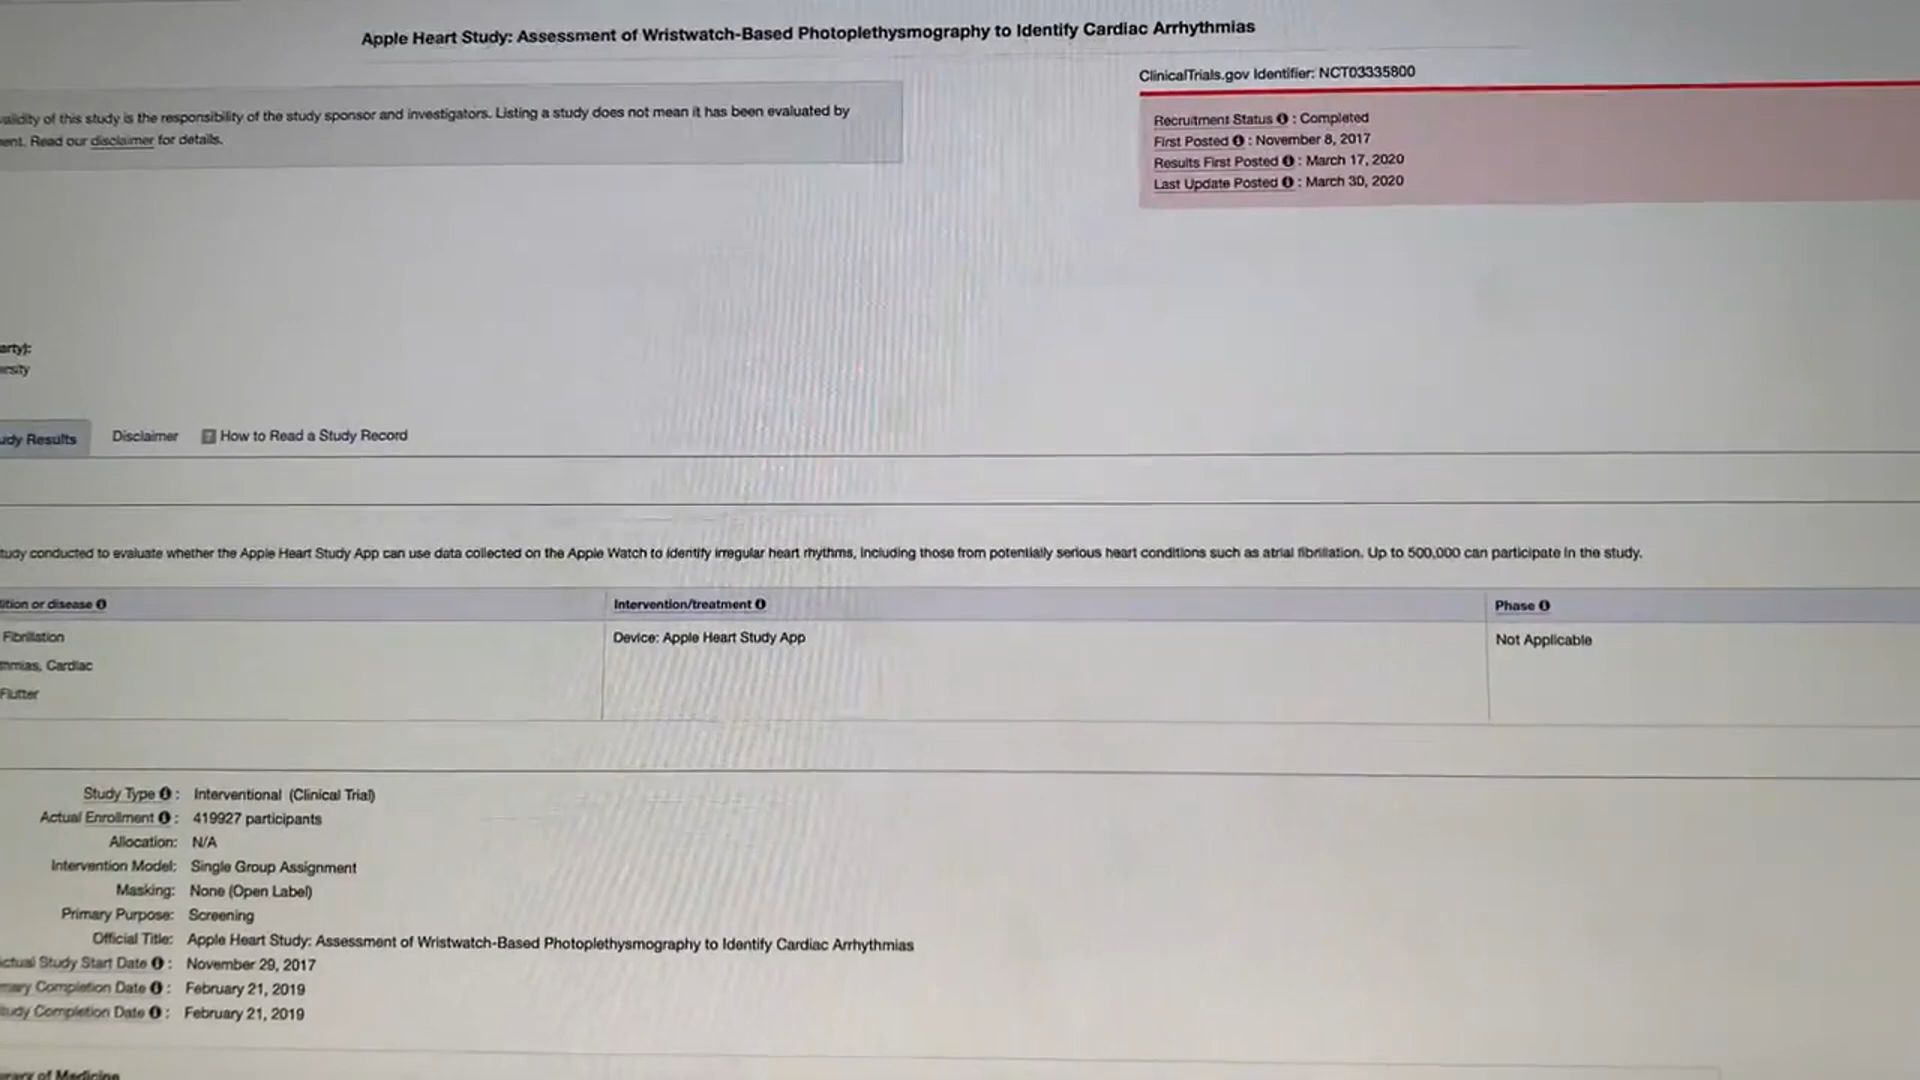 Apple Heart Study: Assessment of Wristwatch-Based Photoplethysmography to Identify Cardiac Arrhythmias
ClinicalTrials.gov Identifier: NCT03335800
validity of this study is the responsibility of the study sponsor and investigators. Listing a study does not mean it has been evaluated by
ent. Read our disclaimer for details.
Recruitment Status : Completed
First Posted : November 8, 2017
Results First Posted : March 17, 2020
Last Update Posted : March 30, 2020
arty):
ersity
udy Results Disclaimer How to Read a Study Record
tudy conducted to evaluate whether the Apple Heart Study App can use data collected on the Apple Watch to identify irregular heart rhythms, including those from potentially serious heart conditions such as atrial fibrillation. Up to 500,000 can participate in the study.
ition or disease Intervention/treatment Phase
Fibrillation Device: Apple Heart Study App Not Applicable
thmias, Cardiac
Flutter
Study Type : Interventional (Clinical Trial)
Actual Enrollment : 419927 participants
Allocation: N/A
Intervention Model: Single Group Assignment
Masking: None (Open Label)
Primary Purpose: Screening
Official Title: Apple Heart Study: Assessment of Wristwatch-Based Photoplethysmography to Identify Cardiac Arrhythmias
ctual Study Start Date : November 29, 2017
mary Completion Date : February 21, 2019
tudy Completion Date : February 21, 2019
brary of Medicine